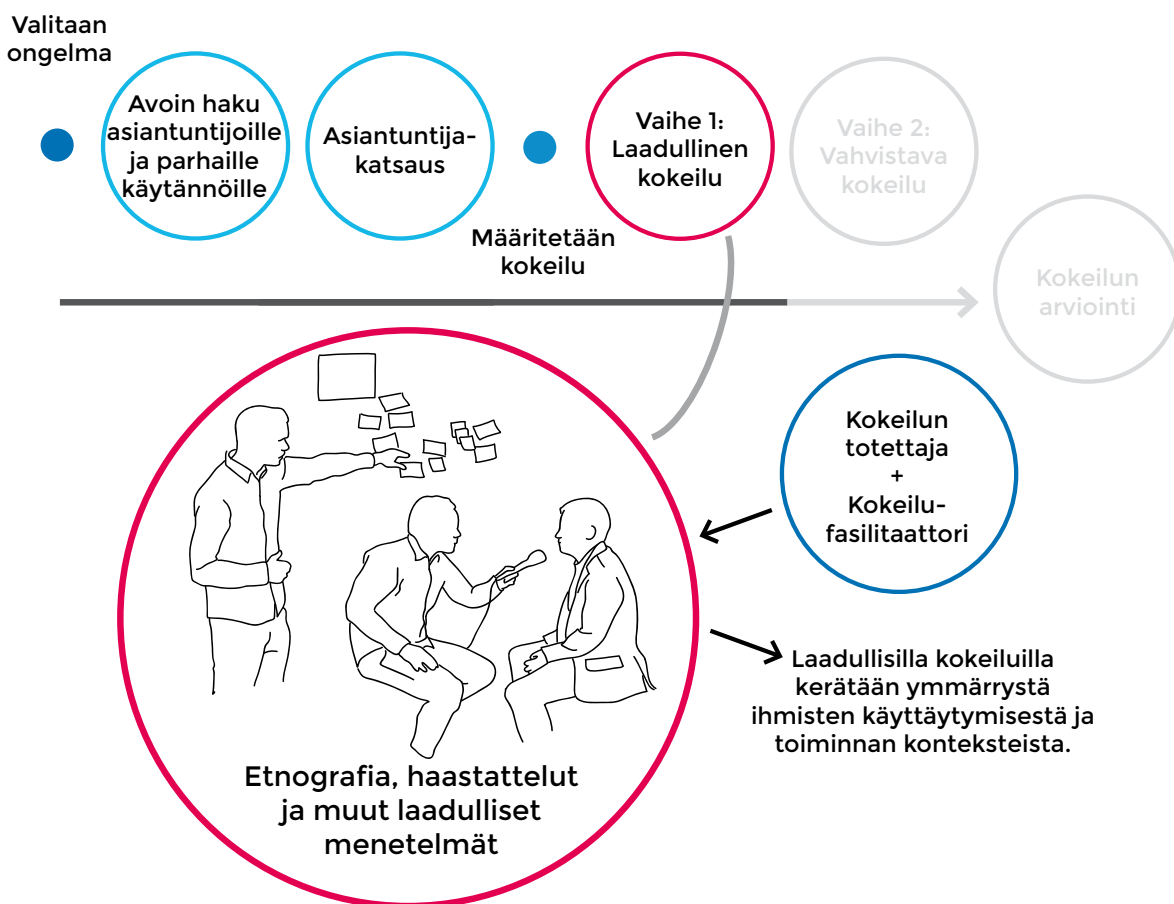 Valitaan
ongelma
Avoin haku
asiantuntijoille
ja parhaille
käytännöille
Asiantuntija-
katsaus
Määritetään
kokeilu
Vaihe 1:
Laadullinen
kokeilu
Vaihe 2:
Vahvistava
kokeilu
Kokeilun
arviointi
Kokeilun
totettaja
+
Kokeilu-
fasilitaattori
Laadullisilla kokeiluilla
kerätään ymmärrystä
ihmisten käyttäytymisestä ja
toiminnan konteksteista.
Etnografia, haastattelut
ja muut laadulliset
menetelmät